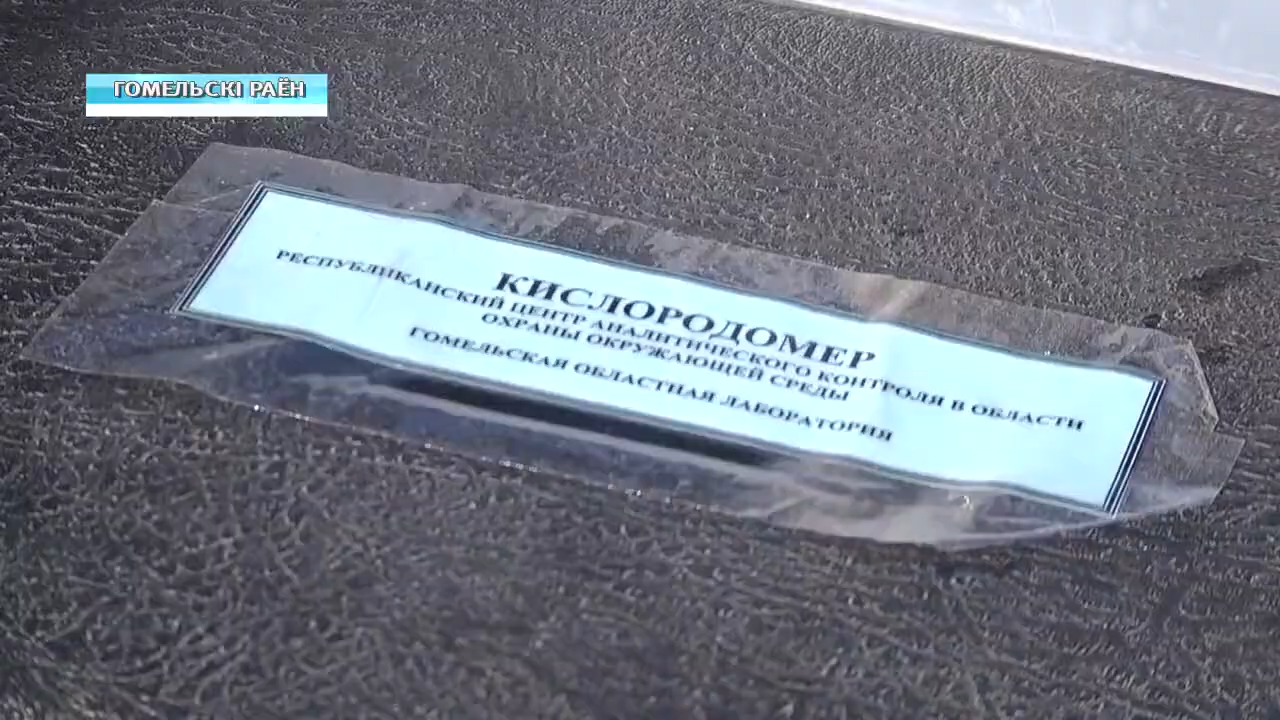 ГОМЕЛЬСКІ РАЁН
КИСЛОРОДОМЕР
РЕСПУБЛИКАНСКИЙ ЦЕНТР АНАЛИТИЧЕСКОГО КОНТРОЛЯ В ОБЛАСТИ
ОХРАНЫ ОКРУЖАЮЩЕЙ СРЕДЫ
ГОМЕЛЬСКАЯ ОБЛАСТНАЯ ЛАБОРАТОРИЯ